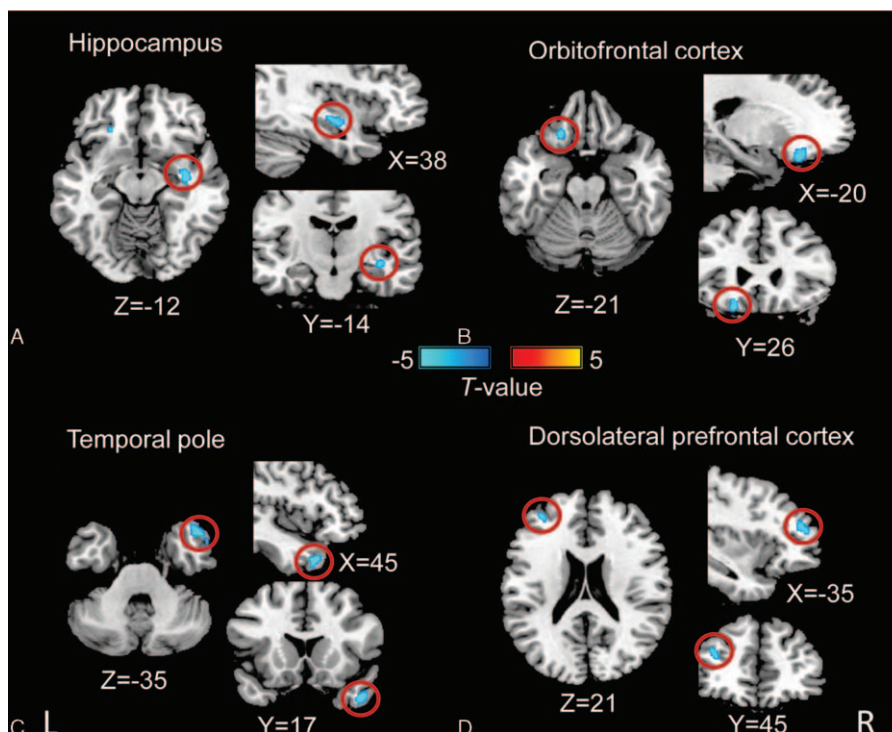 Hippocampus
X=38
Z=-12
Y=-14
A
Orbitofrontal cortex
X=-20
Z=-21
Y=26
B
-5
5
T-value
Temporal pole
X=45
Z=-35
Y=17
C
L
Dorsolateral prefrontal cortex
X=-35
Z=21
Y=45
D
R